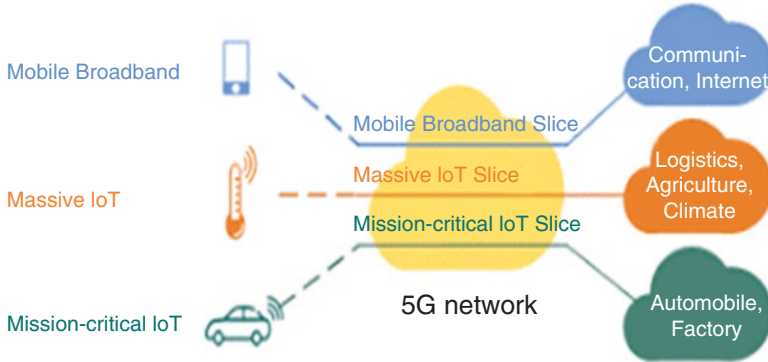 Mobile Broadband
Communi-
cation, Internet
Mobile Broadband Slice
Massive IoT
Massive IoT Slice
Logistics,
Agriculture,
Climate
Mission-critical IoT Slice
Mission-critical IoT
5G network
Automobile,
Factory